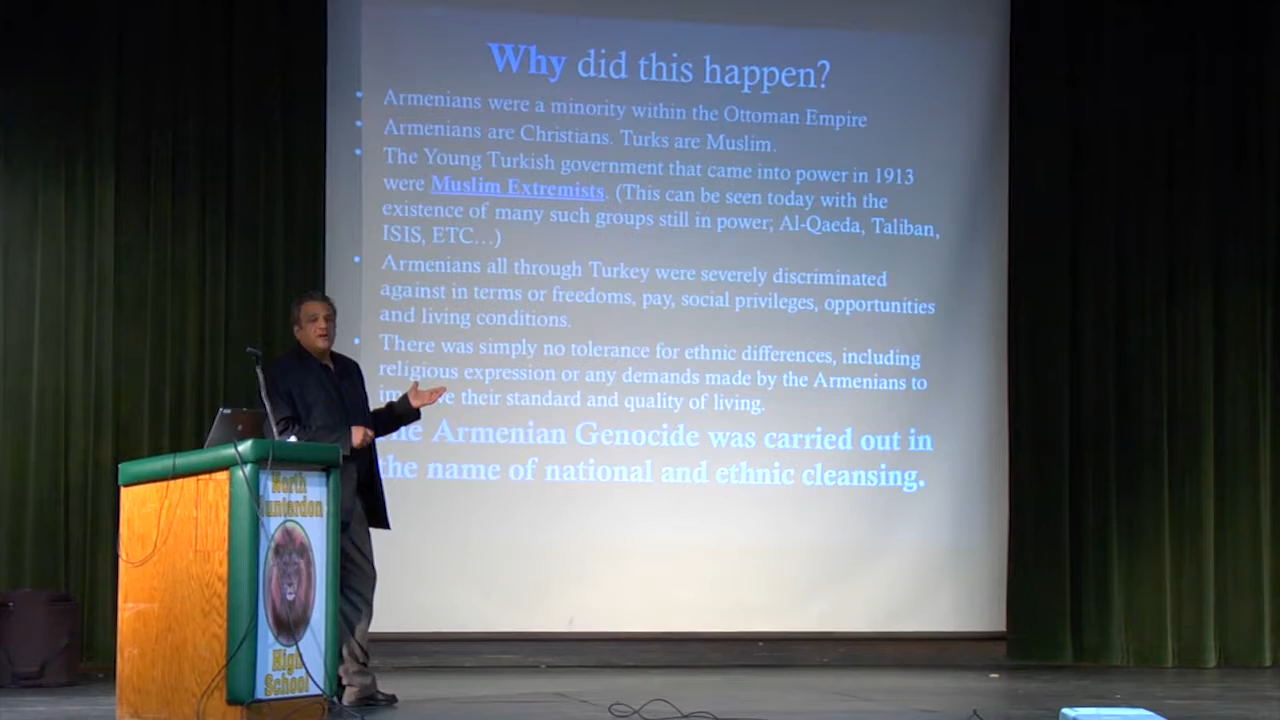 Why did this happen?
• Armenians were a minority within the Ottoman Empire
• Armenians are Christians. Turks are Muslim.
• The Young Turkish government that came into power in 1913
were Muslim Extremists. (This can be seen today with the
existence of many such groups still in power; Al-Qaeda, Taliban,
ISIS, ETC…)
• Armenians all through Turkey were severely discriminated
against in terms or freedoms, pay, social privileges, opportunities
and living conditions.
• There was simply no tolerance for ethnic differences, including
religious expression or any demands made by the Armenians to
their standard and quality of living.
Armenian Genocide was carried out in
the name of national and ethnic cleansing.
North
Hunterdon
High
School